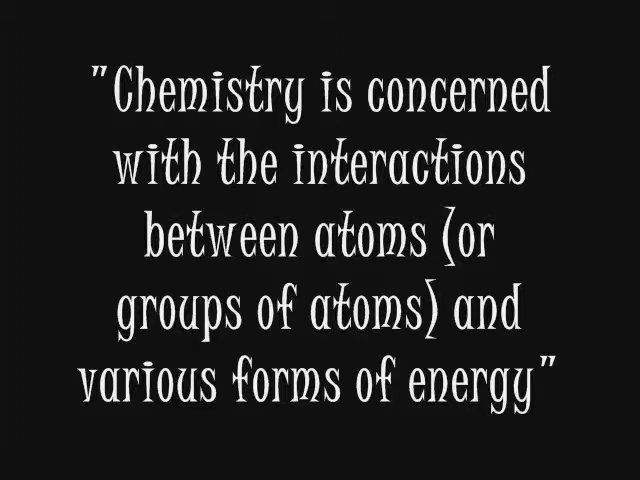 "Chemistry is concerned
with the interactions
between atoms (or
groups of atoms) and
various forms of energy"